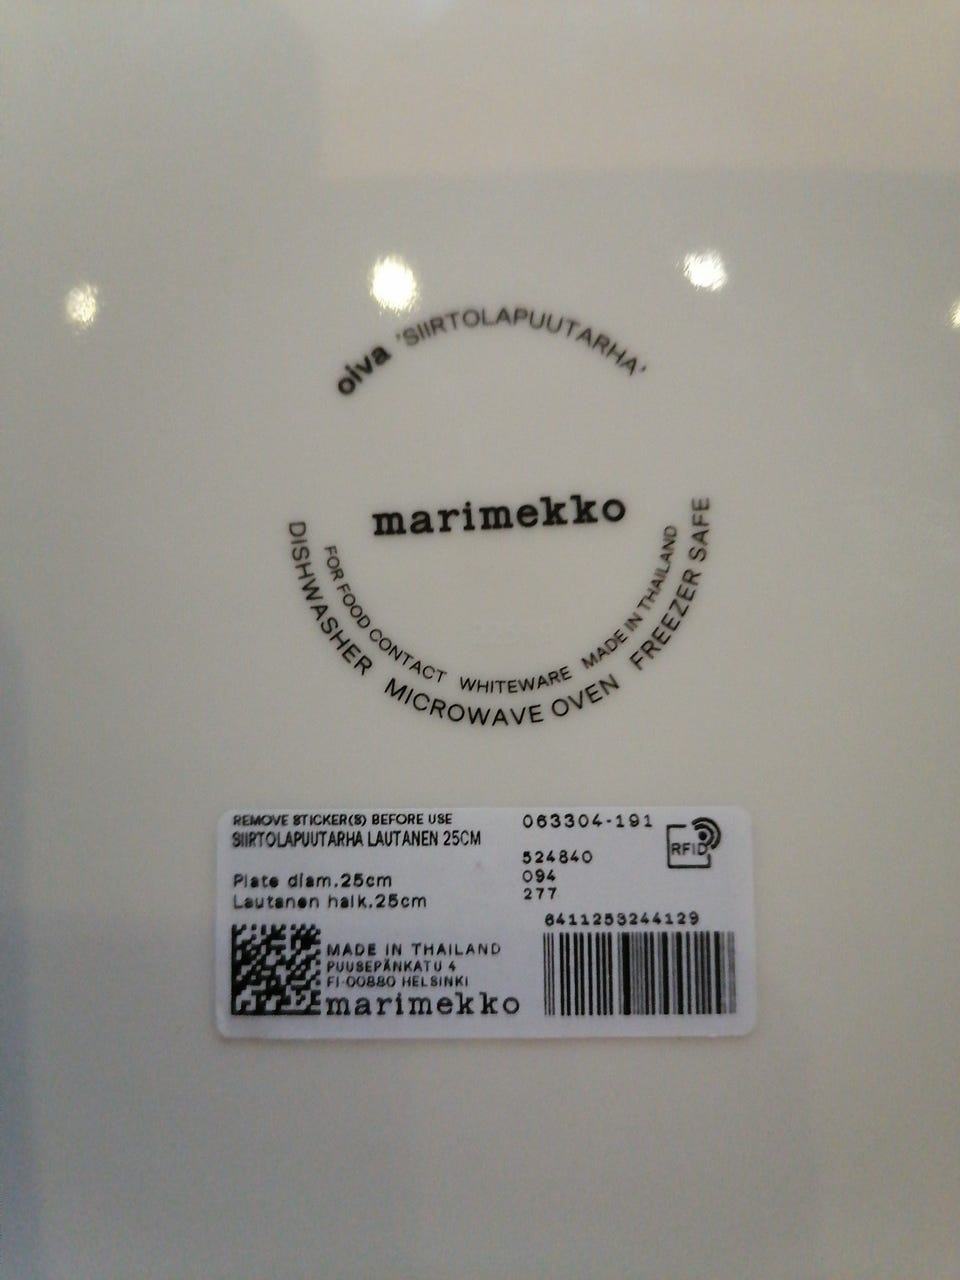 oiva 'SIIRTOLAPUUTARHA'
marimekko
FOR FOOD CONTACT WHITEWARE MADE IN THAILAND
DISHWASHER MICROWAVE OVEN FREEZER SAFE
REMOVE STICKER(S) BEFORE USE
SIIRTOLAPUUTARHA LAUTANEN 25CM
063304-191
RFID
524840
094
277
Plate diam.25cm
Lautanen halk.25cm
6411253244129
MADE IN THAILAND
PUUSEPÄNKATU 4
FI-00880 HELSINKI
marimekko